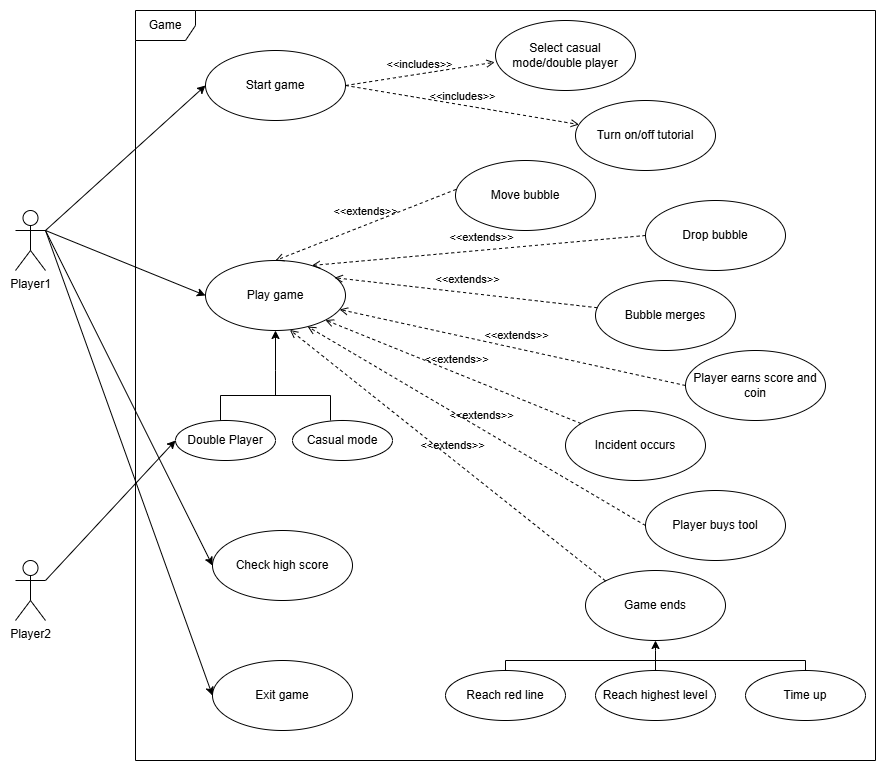 Game
Start game
<<includes>>
Select casual
mode/double player
<<includes>>
Turn on/off tutorial
Move bubble
<<extends>>
Drop bubble
<<extends>>
Player1
Play game
<<extends>>
Bubble merges
<<extends>>
Player earns score and
coin
<<extends>>
Double Player
Casual mode
<<extends>>
Incident occurs
<<extends>>
Player buys tool
Check high score
Player2
Game ends
Exit game
Reach red line
Reach highest level
Time up